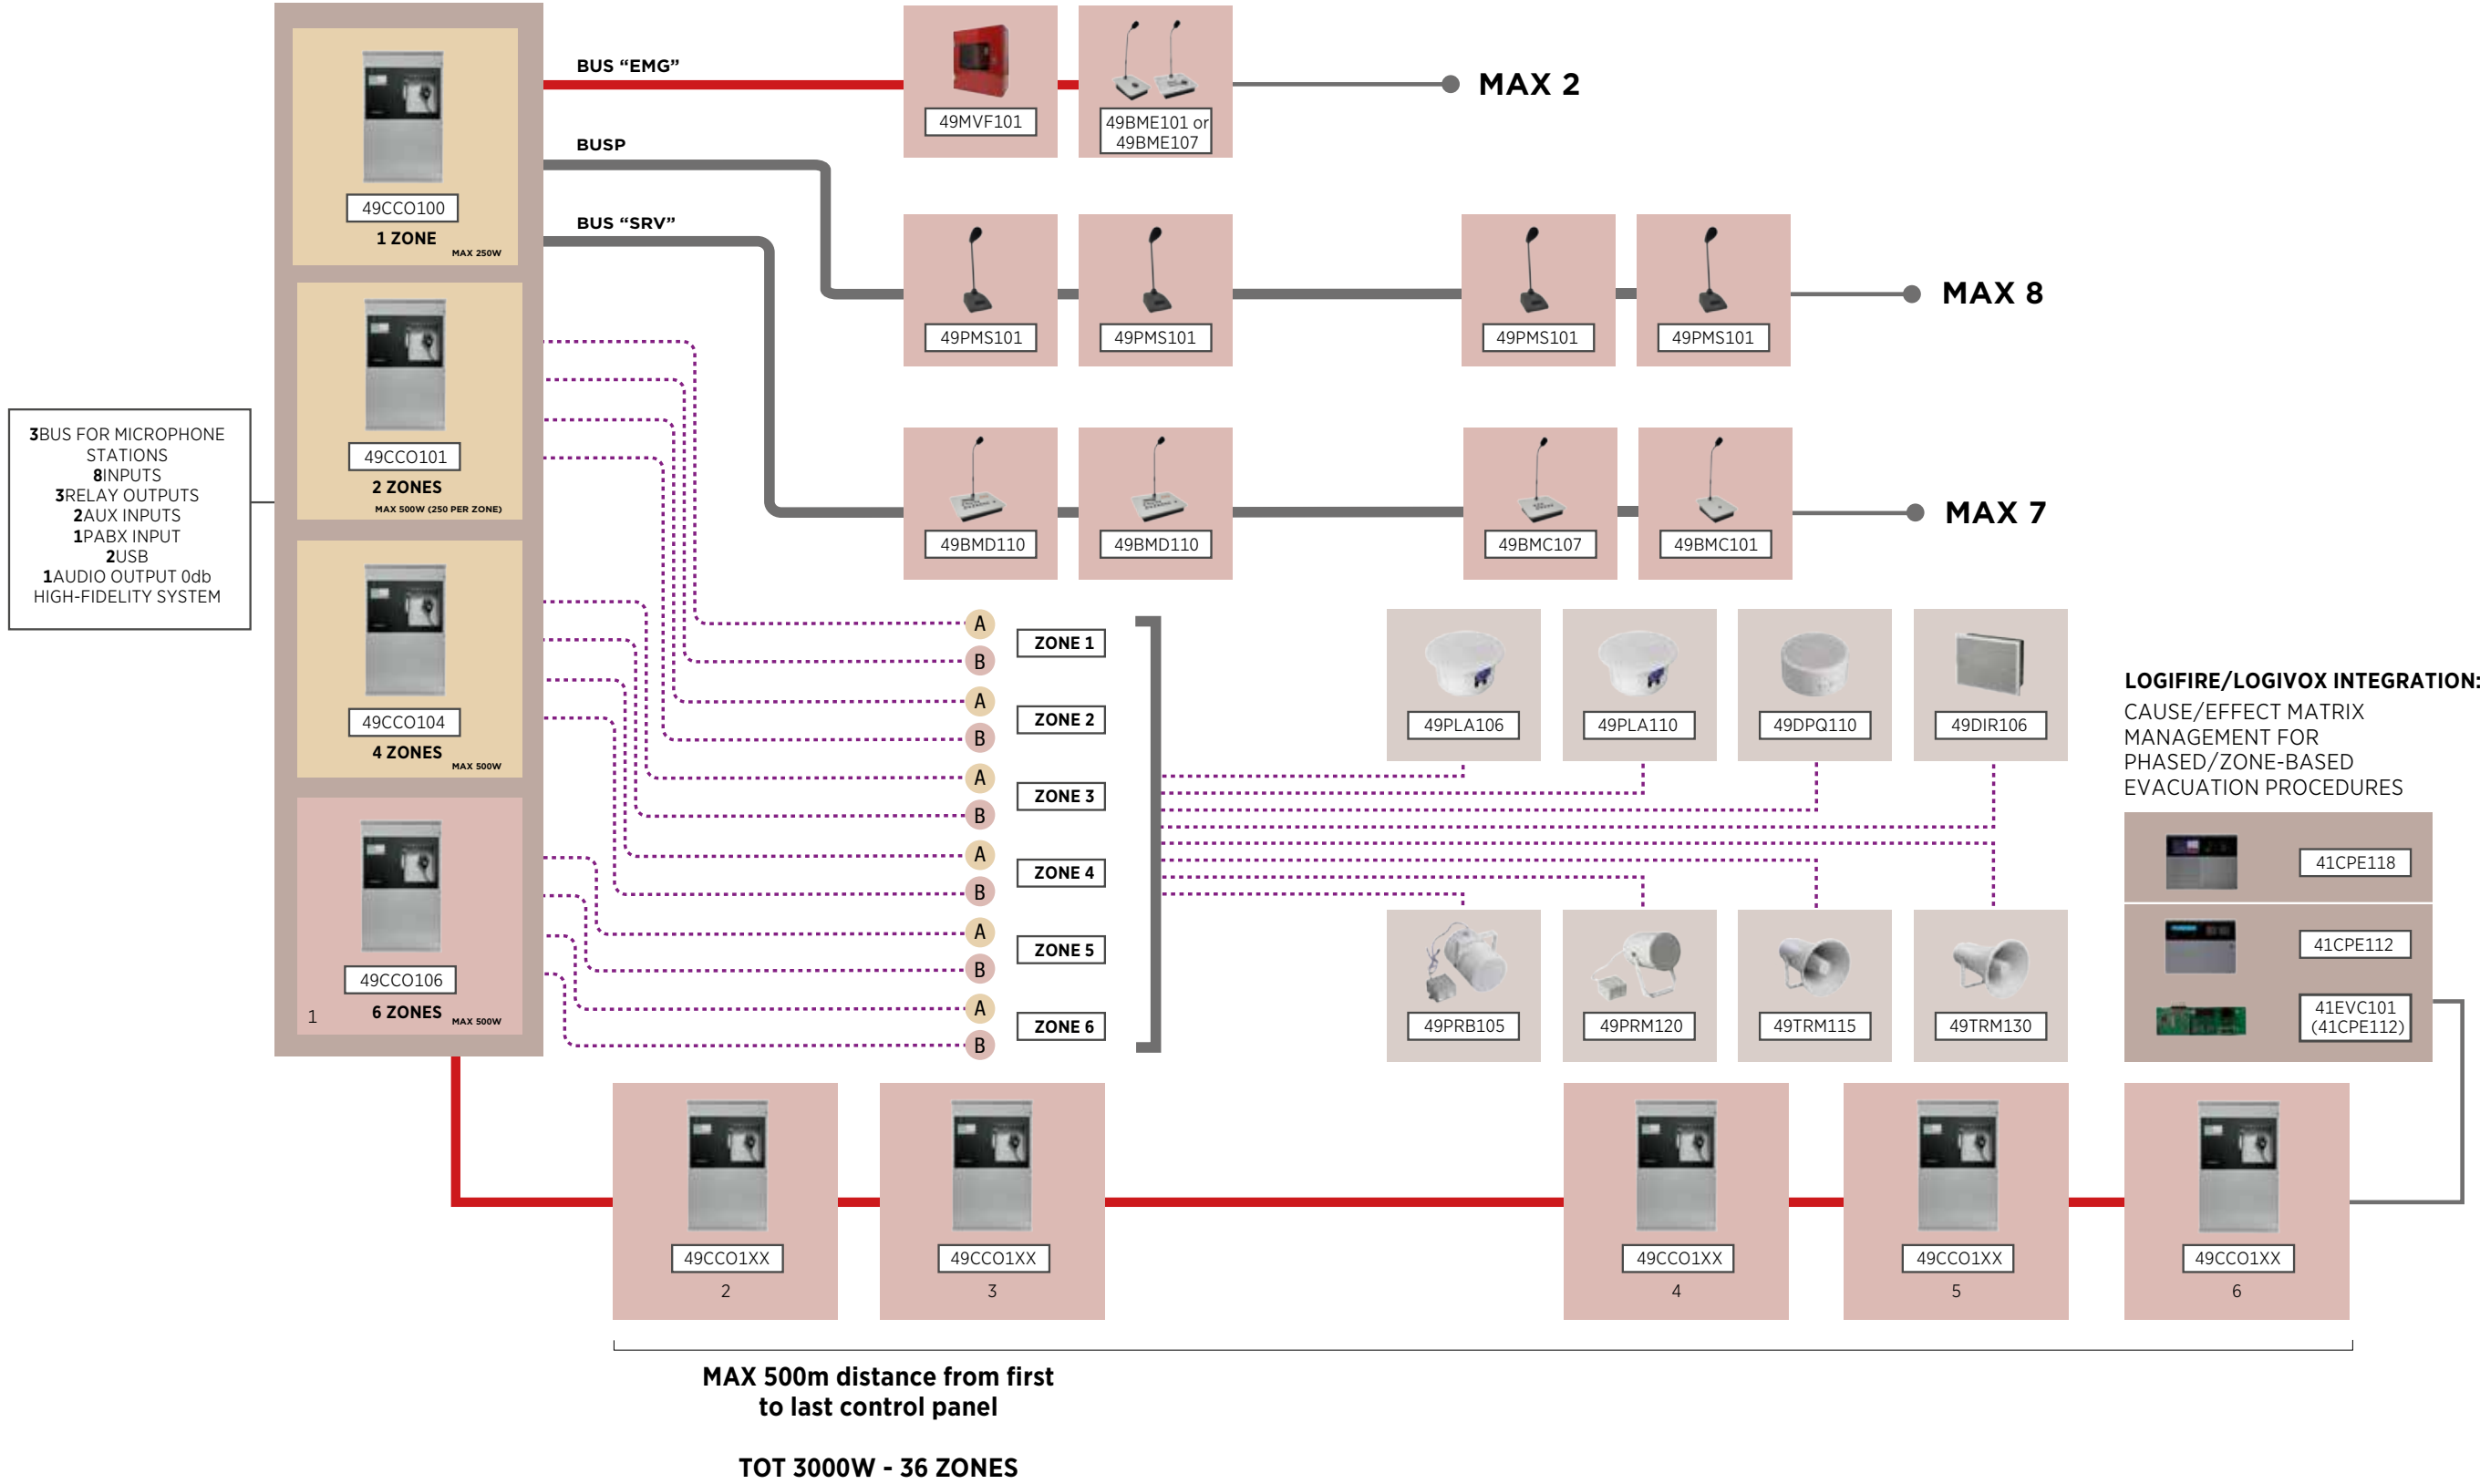 BUS “EMG”
49MVF101
49BME101 or
49BME107
MAX 2
BUSP
49PMS101
49PMS101
49PMS101
49PMS101
MAX 8
BUS “SRV”
49BMD110
49BMD110
49BMC107
49BMC101
MAX 7
49CCO100
1 ZONE
MAX 250W
49CCO101
2 ZONES
MAX 500W (250 PER ZONE)
49CCO104
4 ZONES
MAX 500W
49CCO106
1
6 ZONES
MAX 500W
3BUS FOR MICROPHONE
STATIONS
8INPUTS
3RELAY OUTPUTS
2AUX INPUTS
1PABX INPUT
2USB
1AUDIO OUTPUT 0db
HIGH-FIDELITY SYSTEM
A
ZONE 1
B
A
ZONE 2
B
A
ZONE 3
B
A
ZONE 4
B
A
ZONE 5
B
A
ZONE 6
B
49PLA106
49PLA110
49DPQ110
49DIR106
49PRB105
49PRM120
49TRM115
49TRM130
LOGIFIRE/LOGIVOX INTEGRATION:
CAUSE/EFFECT MATRIX
MANAGEMENT FOR
PHASED/ZONE-BASED
EVACUATION PROCEDURES
41CPE118
41CPE112
41EVC101
(41CPE112)
49CCO1XX
2
49CCO1XX
3
49CCO1XX
4
49CCO1XX
5
49CCO1XX
6
MAX 500m distance from first
to last control panel
TOT 3000W - 36 ZONES